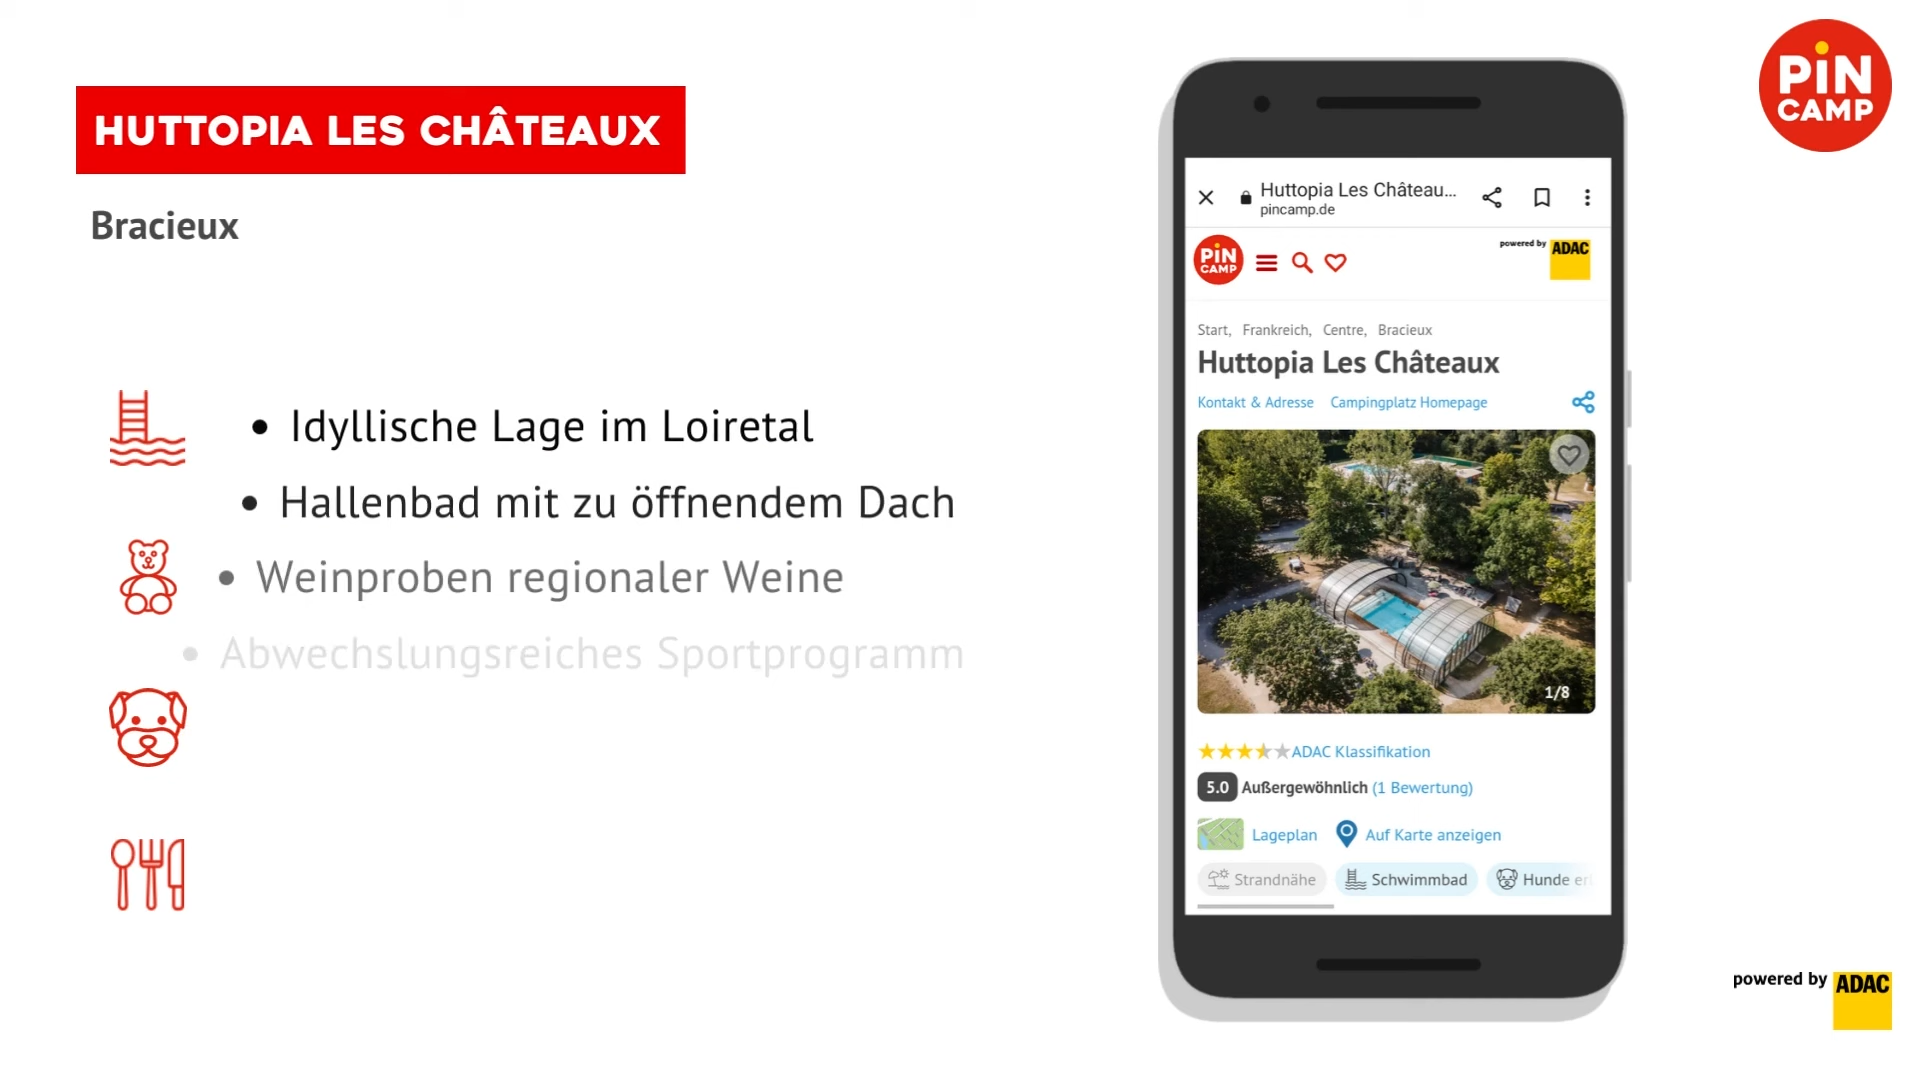 HUTTOPIA LES CHÂTEAUX
Bracieux
• Idyllische Lage im Loiretal
• Hallenbad mit zu öffnendem Dach
• Weinproben regionaler Weine
• Abwechslungsreiches Sportprogramm
PiN
CAMP
Huttopia Les Château...
pincamp.de
PiN
CAMP
powered by ADAC
Start, Frankreich, Centre, Bracieux
Huttopia Les Châteaux
Kontakt & Adresse Campingplatz Homepage
1/8
ADAC Klassifikation
5.0 Außergewöhnlich (1 Bewertung)
Lageplan Auf Karte anzeigen
Strandnähe Schwimmbad Hunde er
powered by ADAC